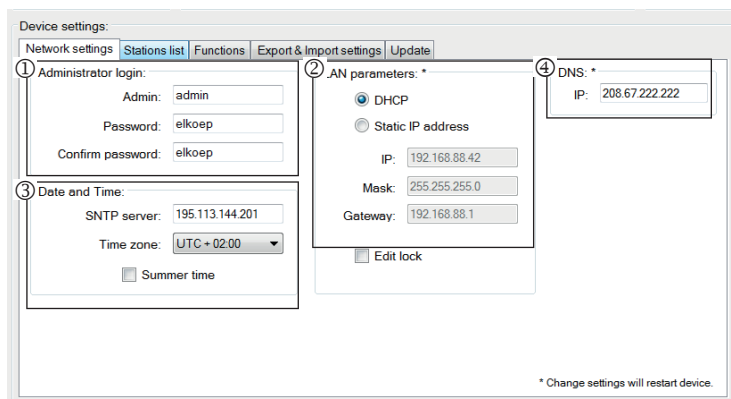 Device settings:
Network settings Stations list Functions Export & Import settings Update
① Administrator login:
Admin: admin
Password: elkoep
Confirm password: elkoep
② AN parameters: *
DHCP
Static IP address
IP: 192.168.88.42
Mask: 255.255.255.0
Gateway: 192.168.88.1
Edit lock
③ Date and Time:
SNTP server: 195.113.144.201
Time zone: UTC + 02:00
Summer time
④ DNS: *
IP: 208.67.222.222
* Change settings will restart device.